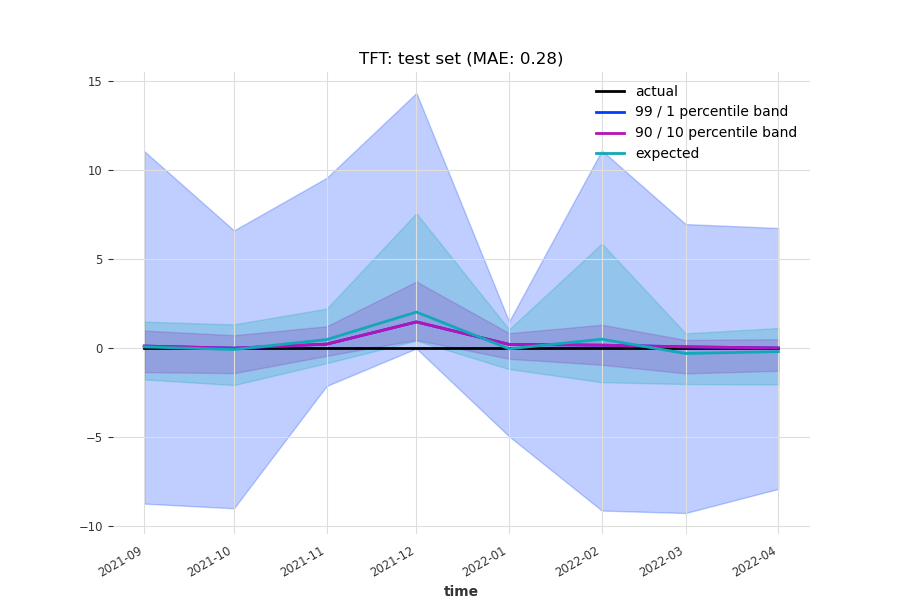 TFT: test set (MAE: 0.28)
15
10
5
0
−5
−10
actual
99 / 1 percentile band
90 / 10 percentile band
expected
2021-09
2021-10
2021-11
2021-12
2022-01
2022-02
2022-03
2022-04
time